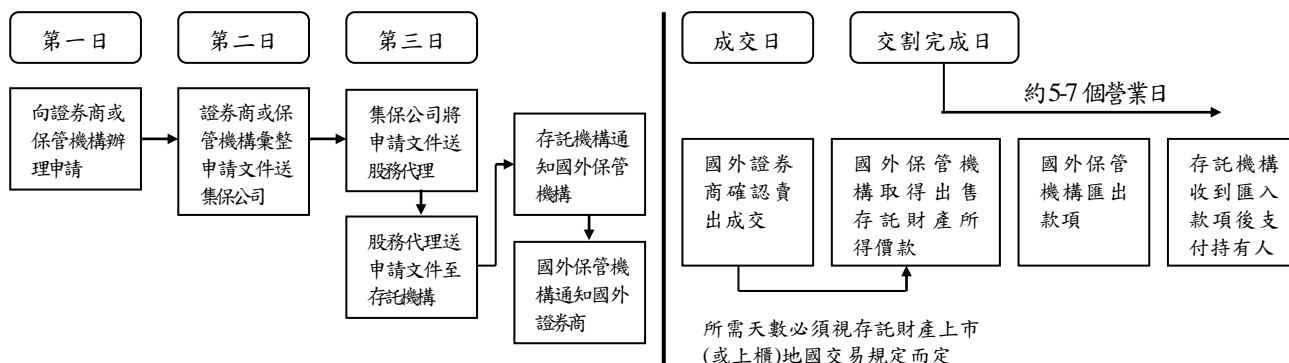 第一日
第二日
第三日
成交日
交割完成日
約5-7 個營業日
向證券商或
保管機構辦
理申請
證券商或保
管機構彙整
申請文件送
集保公司
集保公司將
申請文件送
股務代理
股務代理送
申請文件至
存託機構
存託機構通
知國外保管
機構
國外保管機
構通知國外
證券商
國外證券
商確認賣
出成交
國外保管機
構取得出售
存託財產所
得價款
國外保管
機構匯出
款項
存託機構
收到匯入
款項後支
付持有人
所需天數必須視存託財產上市
(或上櫃)地國交易規定而定